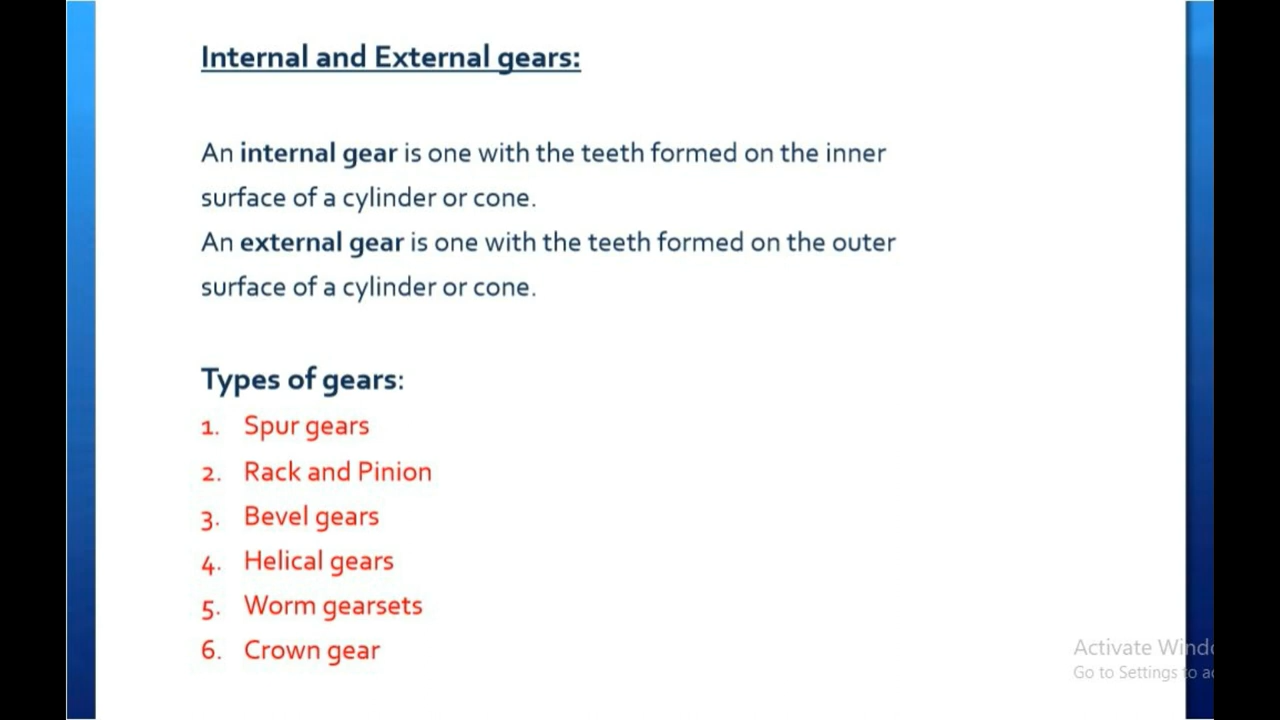 Internal and External gears:
An internal gear is one with the teeth formed on the inner
surface of a cylinder or cone.
An external gear is one with the teeth formed on the outer
surface of a cylinder or cone.
Types of gears:
1. Spur gears
2. Rack and Pinion
3. Bevel gears
4. Helical gears
5. Worm gearsets
6. Crown gear
Activate
Go to Settings to